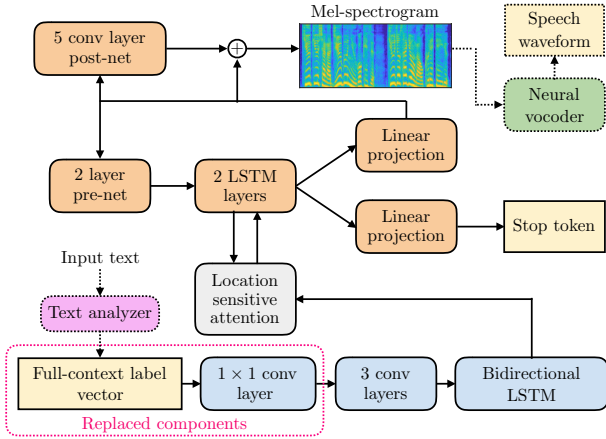 5 conv layer
post-net
+
Mel-spectrogram
Speech
waveform
Neural
vocoder
2 layer
pre-net
2 LSTM
layers
Linear
projection
Linear
projection
Stop token
Input text
Text analyzer
Location
sensitive
attention
Full-context label
vector
1 × 1 conv
layer
3 conv
layers
Bidirectional
LSTM
Replaced components